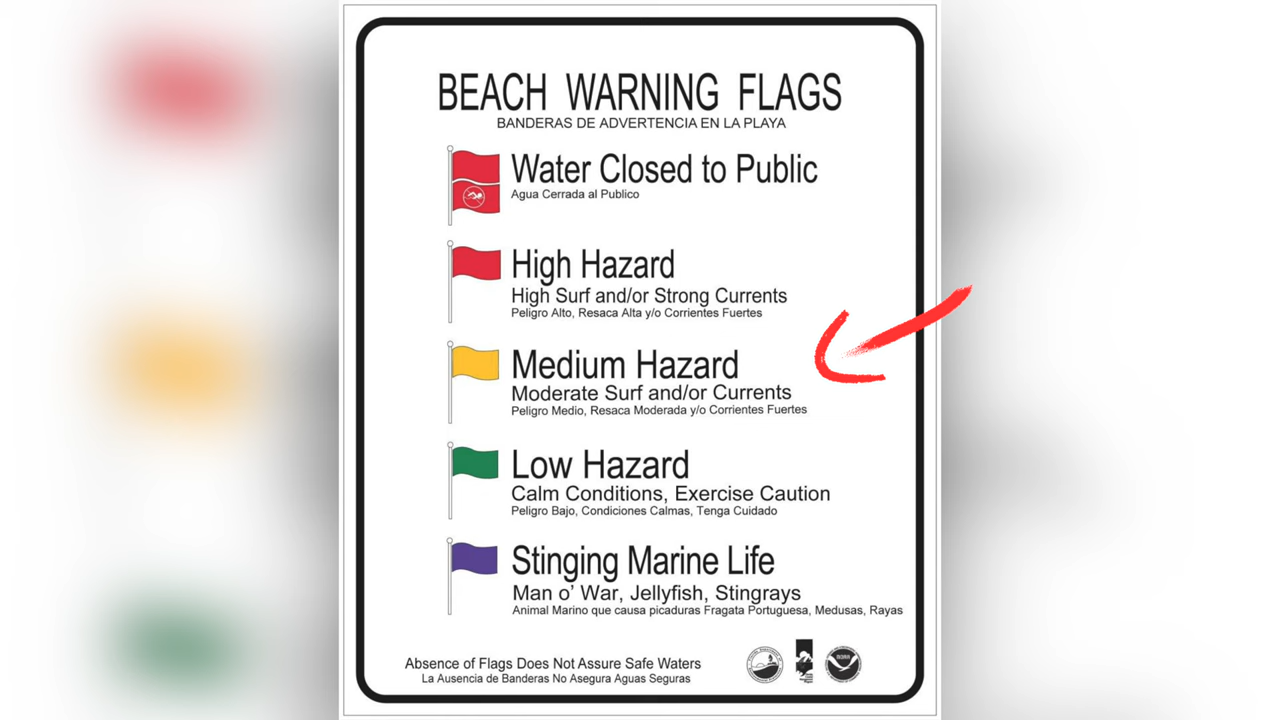 BEACH WARNING FLAGS
BANDERAS DE ADVERTENCIA EN LA PLAYA
Water Closed to Public
Agua Cerrada al Publico
High Hazard
High Surf and/or Strong Currents
Peligro Alto, Resaca Alta y/o Corrientes Fuertes
Medium Hazard
Moderate Surf and/or Currents
Peligro Medio, Resaca Moderada y/o Corrientes Fuertes
Low Hazard
Calm Conditions, Exercise Caution
Peligro Bajo, Condiciones Calmas, Tenga Cuidado
Stinging Marine Life
Man o' War, Jellyfish, Stingrays
Animal Marino que causa picaduras Fragata Portuguesa, Medusas, Rayas
Absence of Flags Does Not Assure Safe Waters
La Ausencia de Banderas No Asegura Aguas Seguras
NOAA